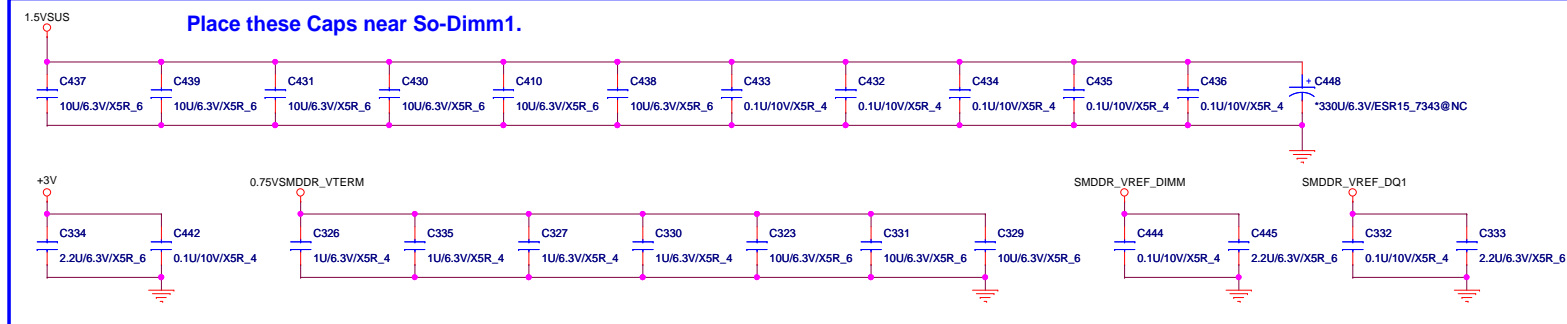 Place these Caps near So-Dimm1.
1.5VSUS
C437
10U/6.3V/X5R_6
C439
10U/6.3V/X5R_6
C431
10U/6.3V/X5R_6
C430
10U/6.3V/X5R_6
C410
10U/6.3V/X5R_6
C438
10U/6.3V/X5R_6
C433
0.1U/10V/X5R_4
C432
0.1U/10V/X5R_4
C434
0.1U/10V/X5R_4
C435
0.1U/10V/X5R_4
C436
0.1U/10V/X5R_4
+ C448
*330U/6.3V/ESR15_7343@NC
+3V
C334
2.2U/6.3V/X5R_6
C442
0.1U/10V/X5R_4
0.75VSMDDR_VTERM
C326
1U/6.3V/X5R_4
C335
1U/6.3V/X5R_4
C327
1U/6.3V/X5R_4
C330
1U/6.3V/X5R_4
C323
10U/6.3V/X5R_6
C331
10U/6.3V/X5R_6
C329
10U/6.3V/X5R_6
SMDDR_VREF_DIMM
C444
0.1U/10V/X5R_4
C445
2.2U/6.3V/X5R_6
SMDDR_VREF_DQ1
C332
0.1U/10V/X5R_4
C333
2.2U/6.3V/X5R_6